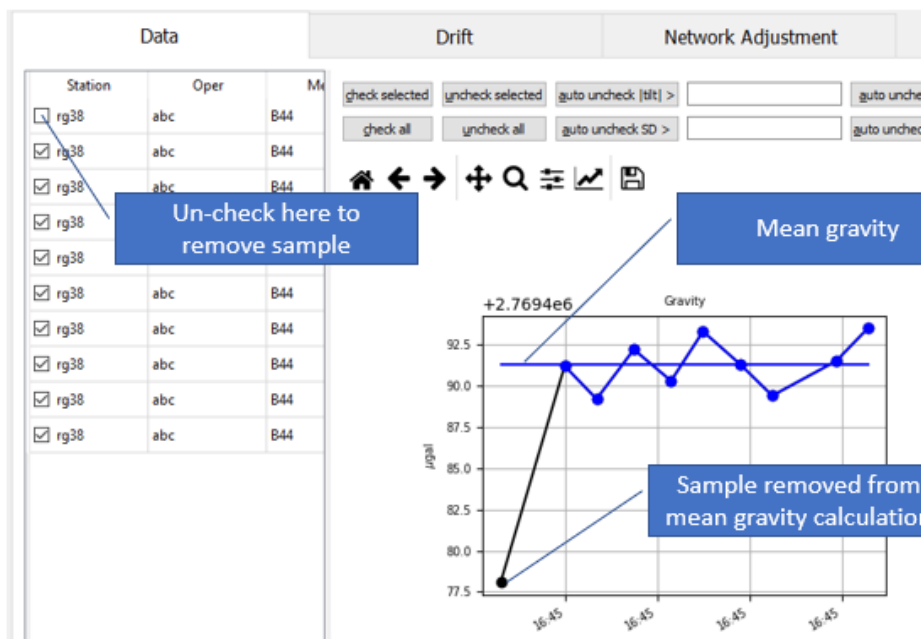 Data Drift Network Adjustment
Station Oper Me
check selected uncheck selected auto uncheck |tilt| > auto unche
rg38 abc B44
check all uncheck all auto uncheck SD > auto unchec
rg38 abc B44
rg38 abc B44
rg38
Un-check here to
remove sample
Mean gravity
rg38
rg38 abc B44
rg38 abc B44
rg38 abc B44
rg38 abc B44
rg38 abc B44
+2.7694e6 Gravity
92.5
90.0
87.5
85.0
µgal
82.5
80.0
77.5
Sample removed from
mean gravity calculation
16:45 16:45 16:45 16:45